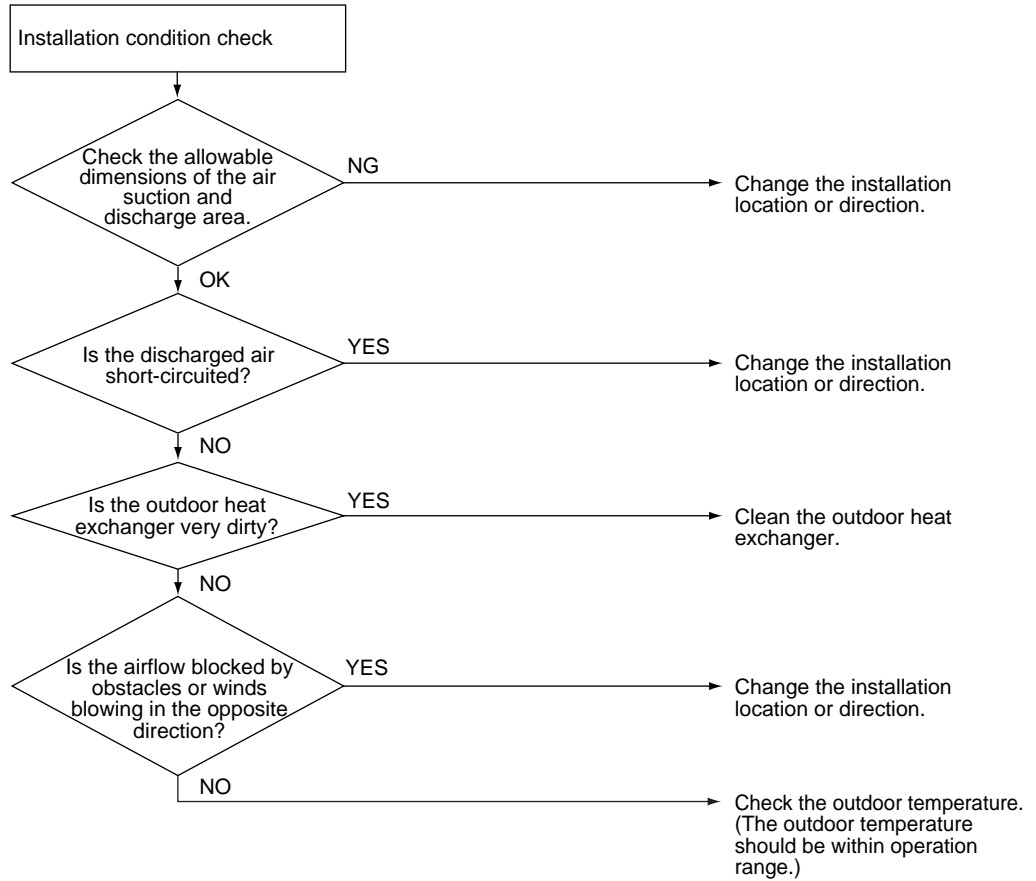 Installation condition check
Check the allowable
dimensions of the air
suction and
discharge area.
NG
Change the installation
location or direction.
OK
Is the discharged air
short-circuited?
YES
Change the installation
location or direction.
NO
Is the outdoor heat
exchanger very dirty?
YES
Clean the outdoor heat
exchanger.
NO
Is the airflow blocked by
obstacles or winds
blowing in the opposite
direction?
YES
Change the installation
location or direction.
NO
Check the outdoor temperature.
(The outdoor temperature
should be within operation
range.)